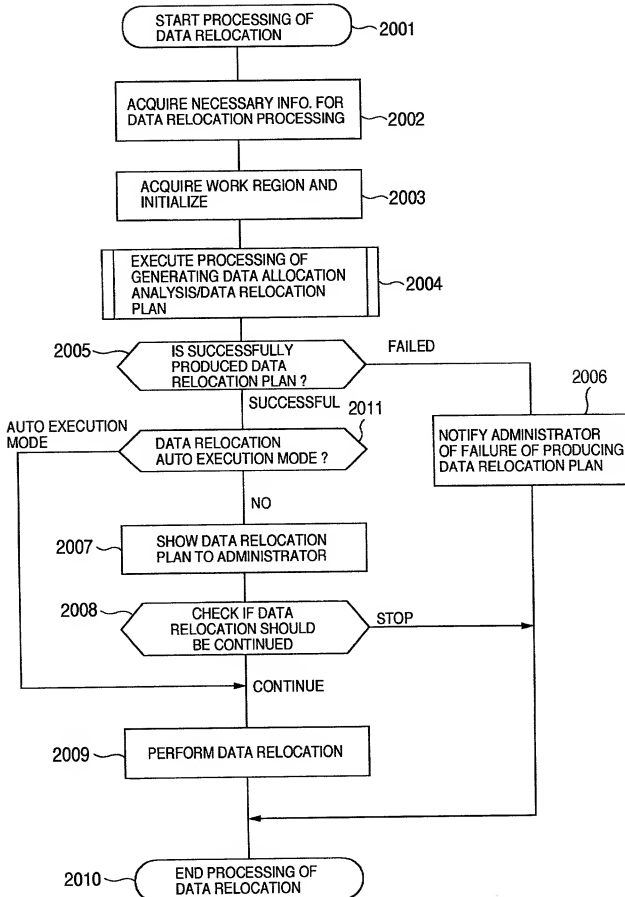 START PROCESSING OF
DATA RELOCATION
2001
ACQUIRE NECESSARY INFO. FOR
DATA RELOCATION PROCESSING
2002
ACQUIRE WORK REGION AND
INITIALIZE
2003
EXECUTE PROCESSING OF
GENERATING DATA ALLOCATION
ANALYSIS/DATA RELOCATION
PLAN
2004
2005
IS SUCCESSFULLY
PRODUCED DATA
RELOCATION PLAN ?
FAILED
2006
NOTIFY ADMINISTRATOR
OF FAILURE OF PRODUCING
DATA RELOCATION PLAN
SUCCESSFUL
2011
AUTO EXECUTION
MODE
DATA RELOCATION
AUTO EXECUTION MODE ?
NO
2007
SHOW DATA RELOCATION
PLAN TO ADMINISTRATOR
2008
CHECK IF DATA
RELOCATION SHOULD
BE CONTINUED
STOP
CONTINUE
2009
PERFORM DATA RELOCATION
2010
END PROCESSING OF
DATA RELOCATION